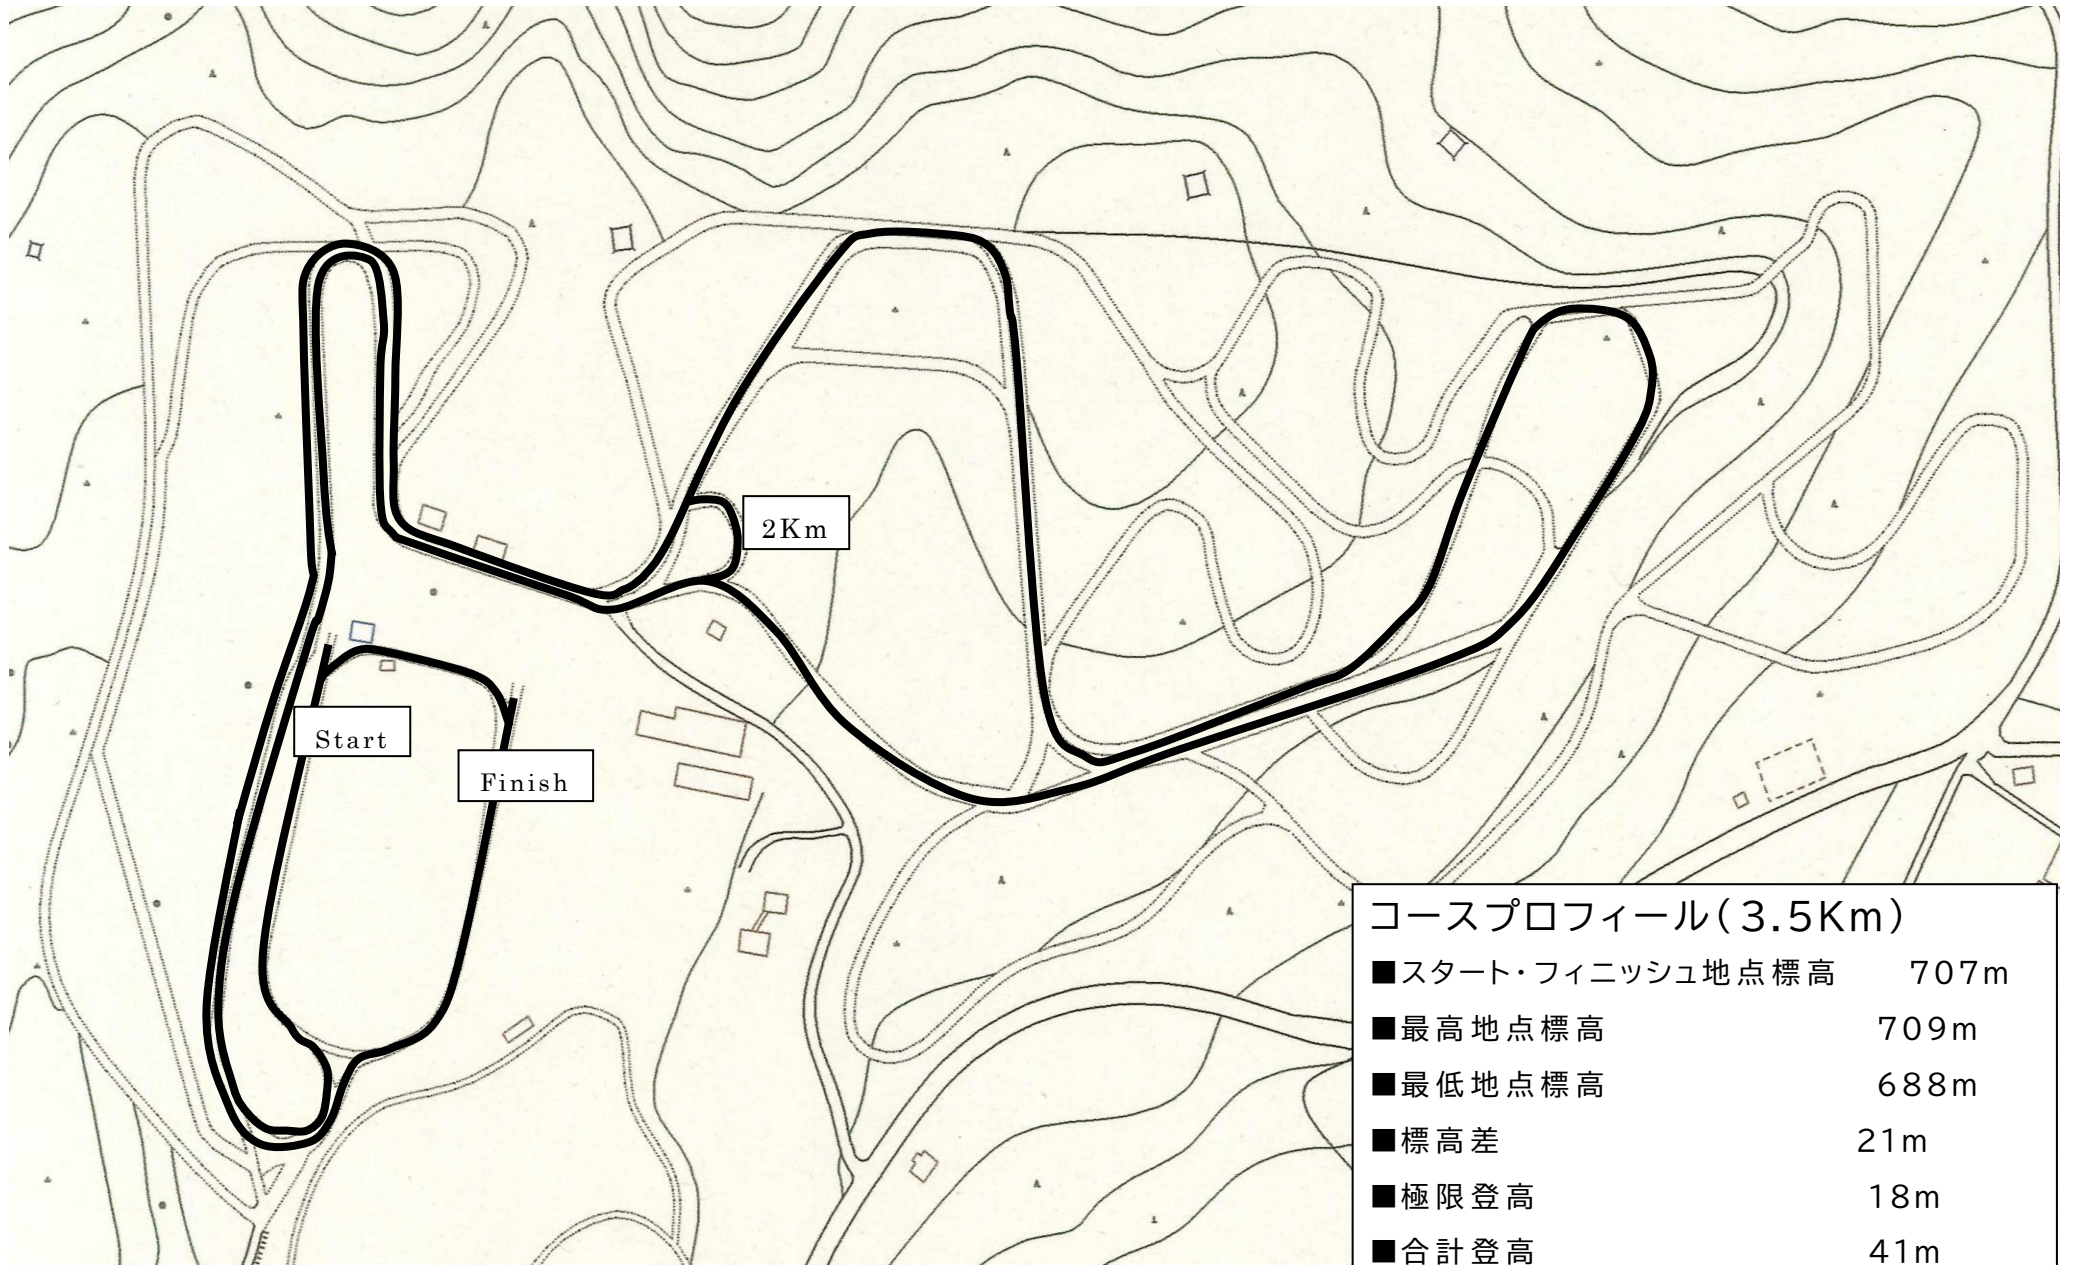 2Km
Start
Finish
コースプロフィール(3.5Km)
■スタート・フィニッシュ地点標高 707m
■最高地点標高 709m
■最低地点標高 688m
■標高差 21m
■極限登高 18m
■合計登高 41m